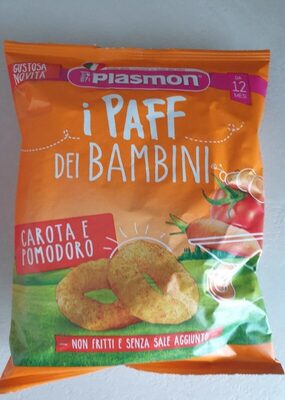 GUSTOSA
NOVITÀ
Plasmon
DA
12
MESI
i PAFF
DEI BAMBINI
CAROTA E
POMODORO
NON FRITTI E SENZA SALE AGGIUNTO